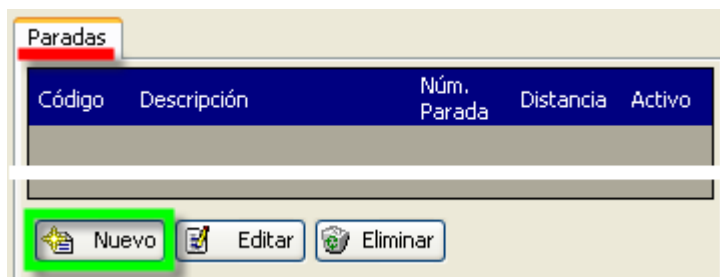 Paradas
Código Descripción Núm. Parada Distancia Activo
Nuevo Editar Eliminar